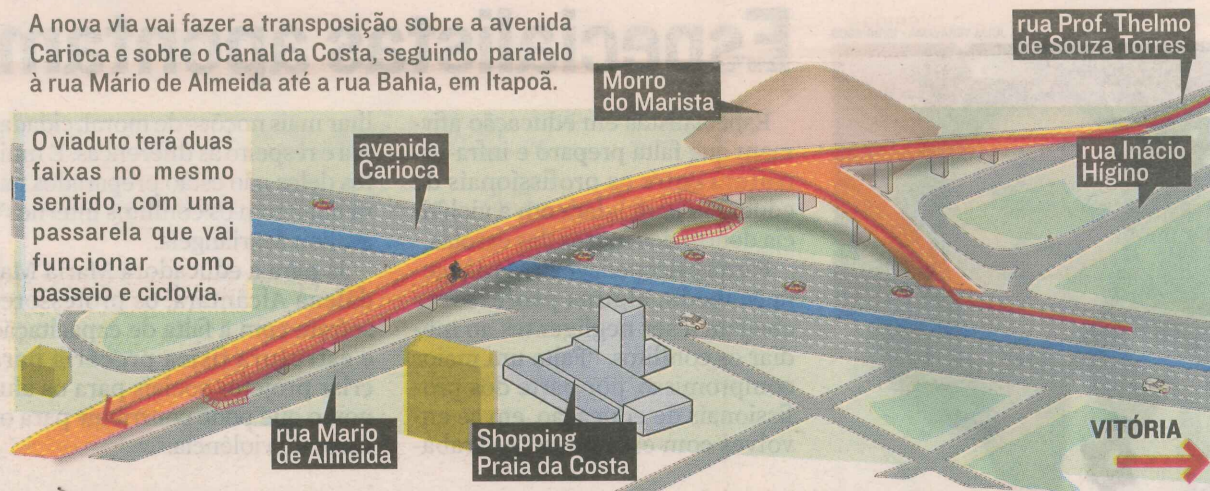 A nova via vai fazer a transposição sobre a avenida
Carioca e sobre o Canal da Costa, seguindo paralelo
à rua Mário de Almeida até a rua Bahia, em Itapoã.
rua Prof. Thelmo
de Souza Torres
Morro
do Marista
O viaduto terá duas
faixas no mesmo
sentido, com uma
passarela que vai
funcionar como
passeio e ciclovia.
avenida
Carioca
rua Inácio
Higino
rua Mario
de Almeida
Shopping
Praia da Costa
VITÓRIA